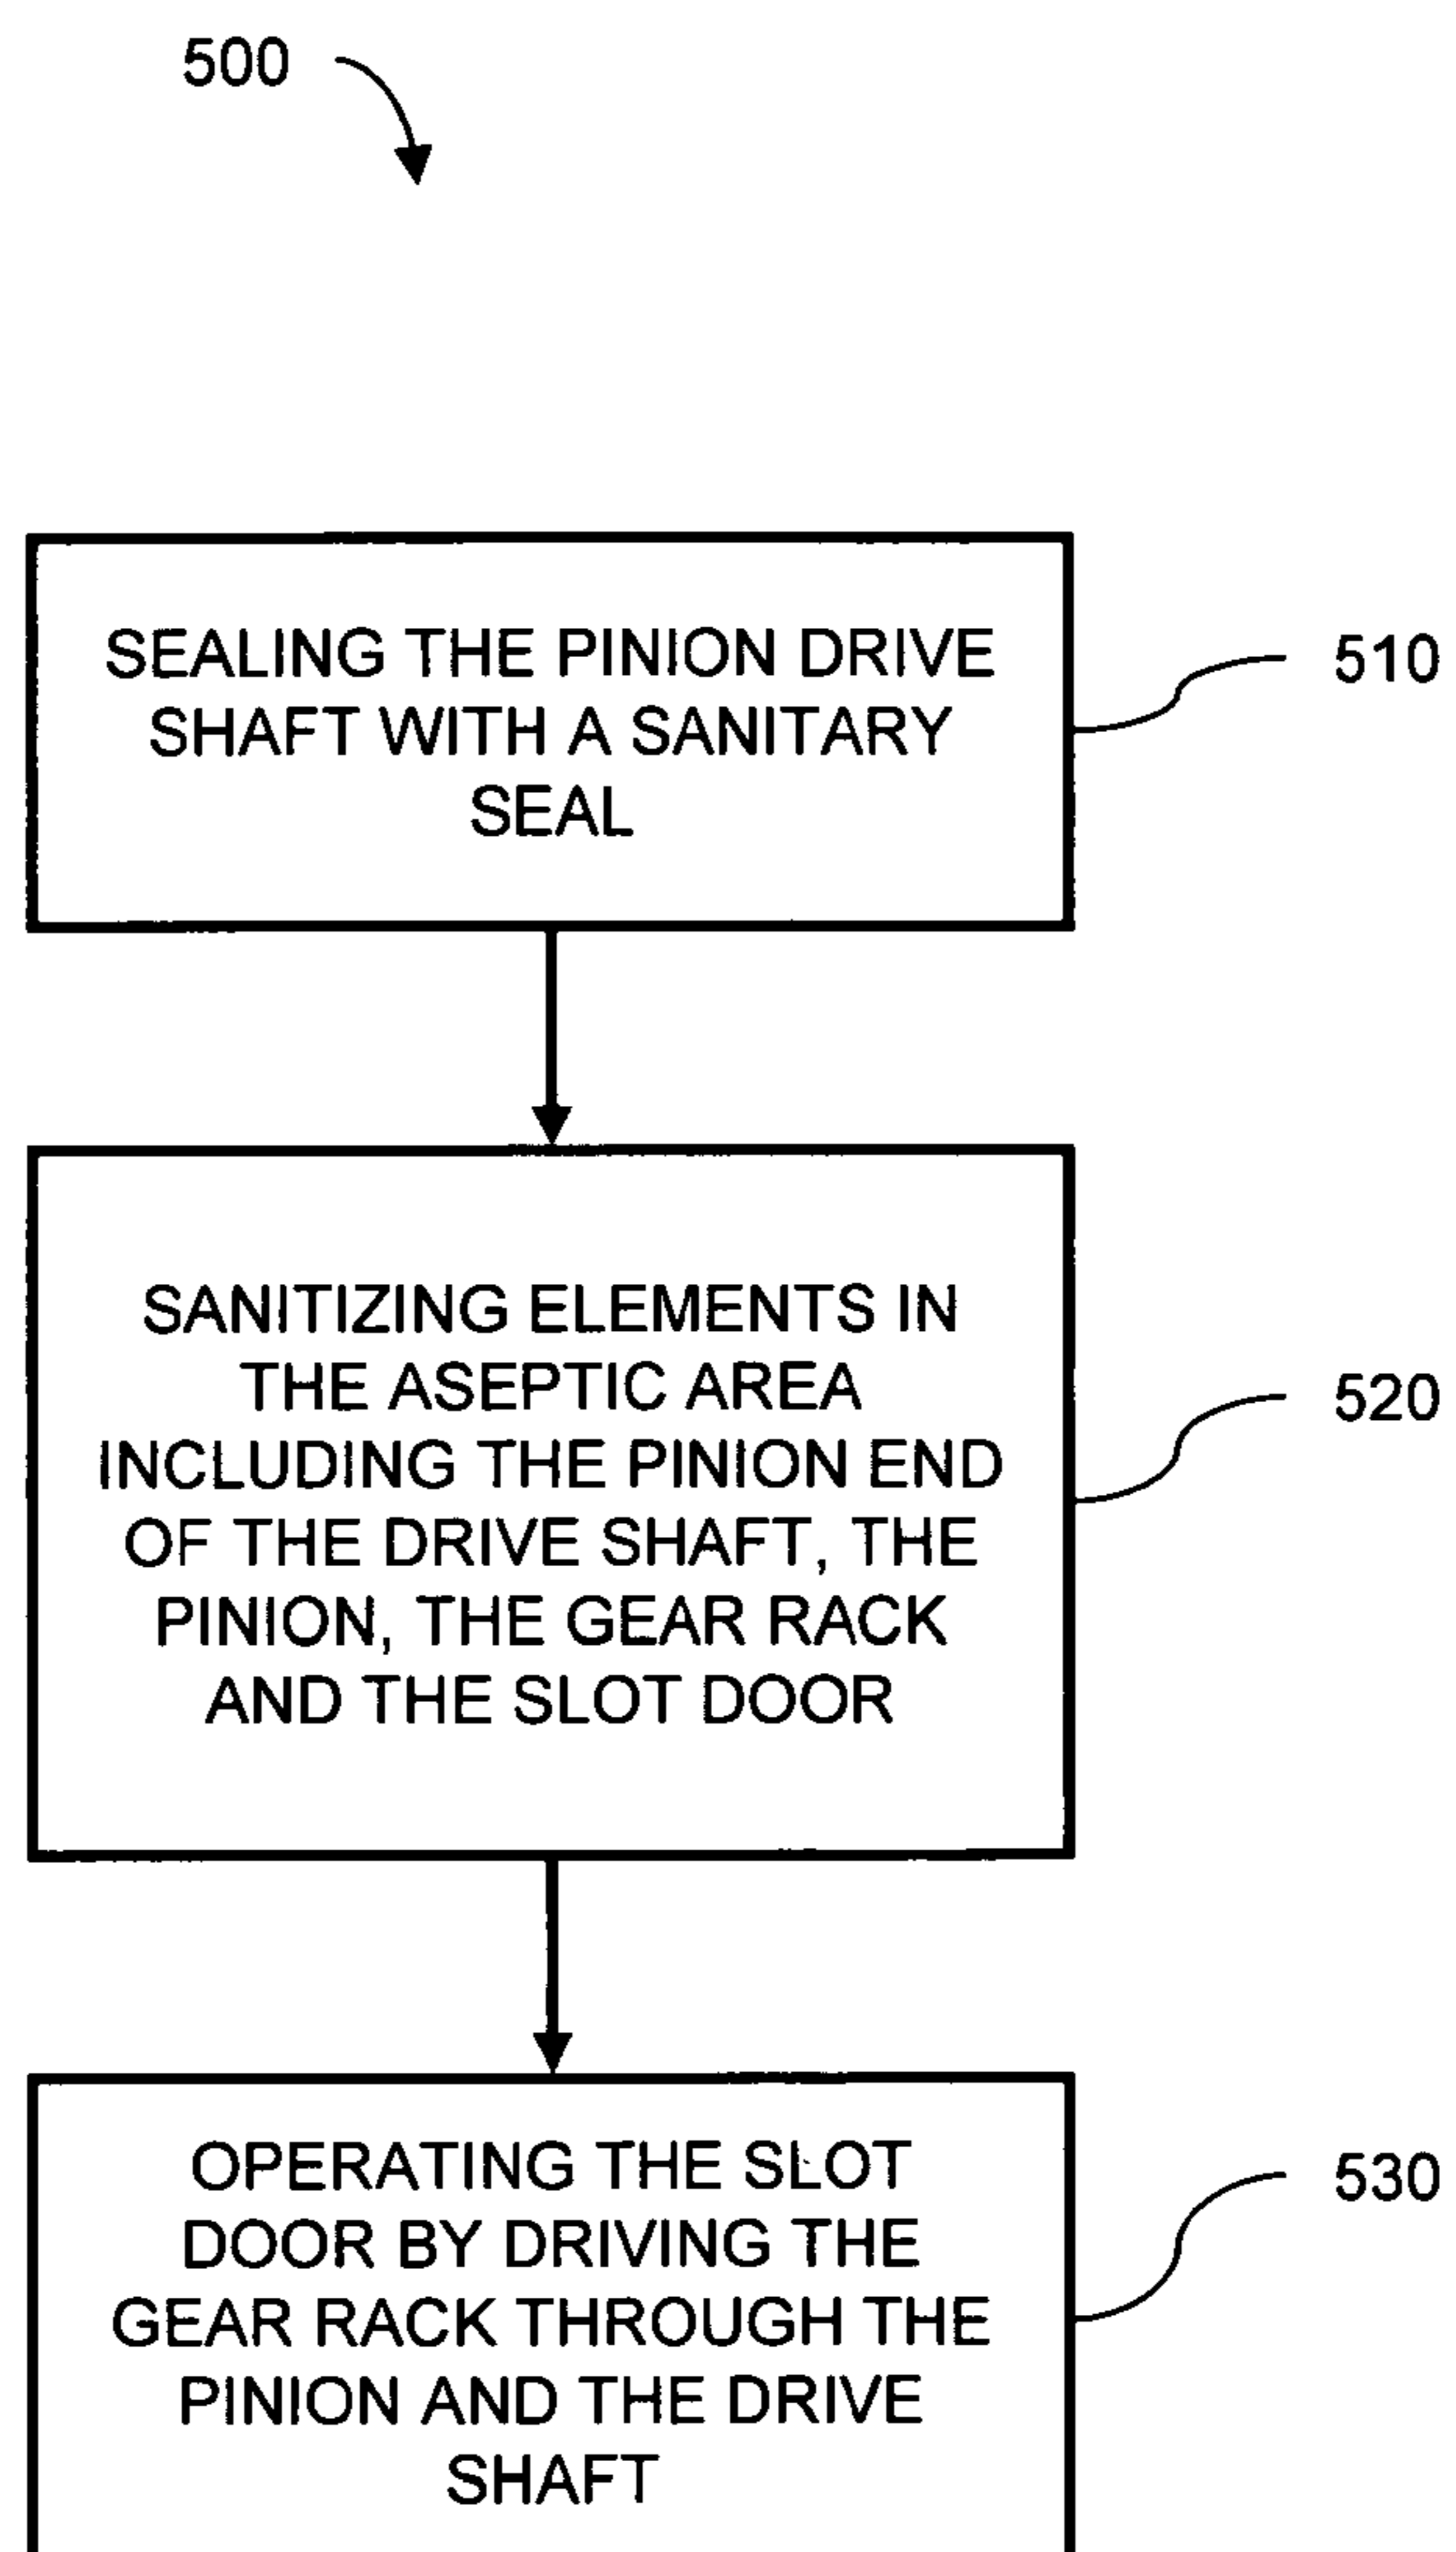 500
SEALING THE PINION DRIVE
SHAFT WITH A SANITARY
SEAL
510
SANITIZING ELEMENTS IN
THE ASEPTIC AREA
INCLUDING THE PINION END
OF THE DRIVE SHAFT, THE
PINION, THE GEAR RACK
AND THE SLOT DOOR
520
OPERATING THE SLOT
DOOR BY DRIVING THE
GEAR RACK THROUGH THE
PINION AND THE DRIVE
SHAFT
530